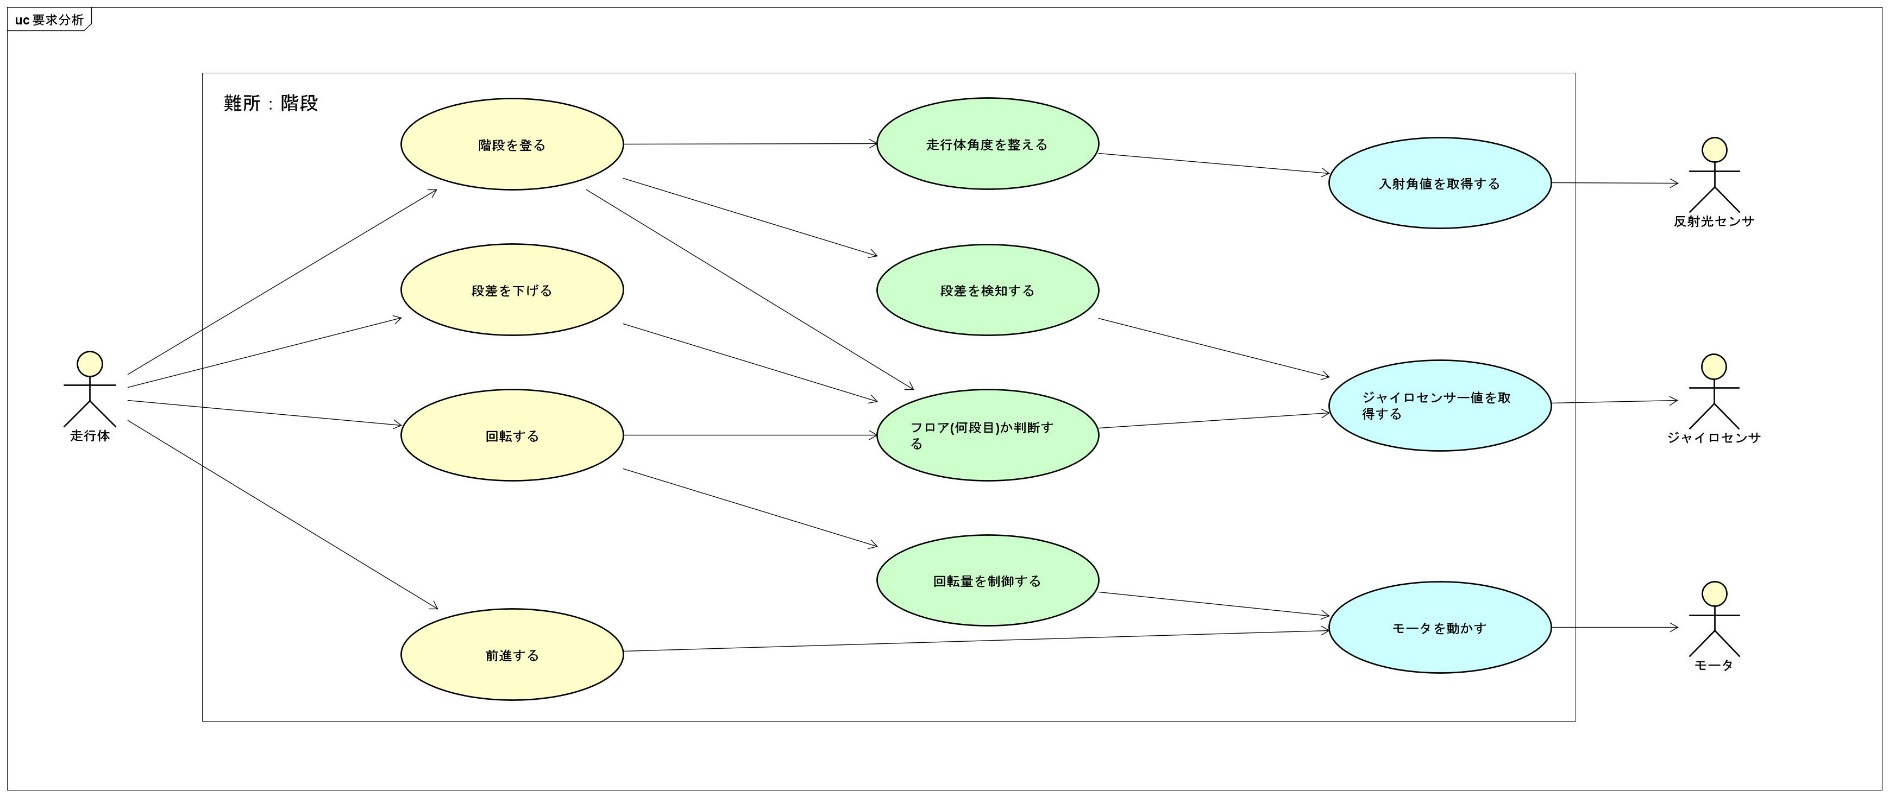 uc 要求分析
難所：階段
階段を登る
走行体角度を整える
入射角値を取得する
反射光センサ
段差を下げる
段差を検知する
走行体
回転する
フロア(何段目)か判断す
る
ジャイロセンサー値を取
得する
ジャイロセンサ
回転量を制御する
前進する
モータを動かす
モータ